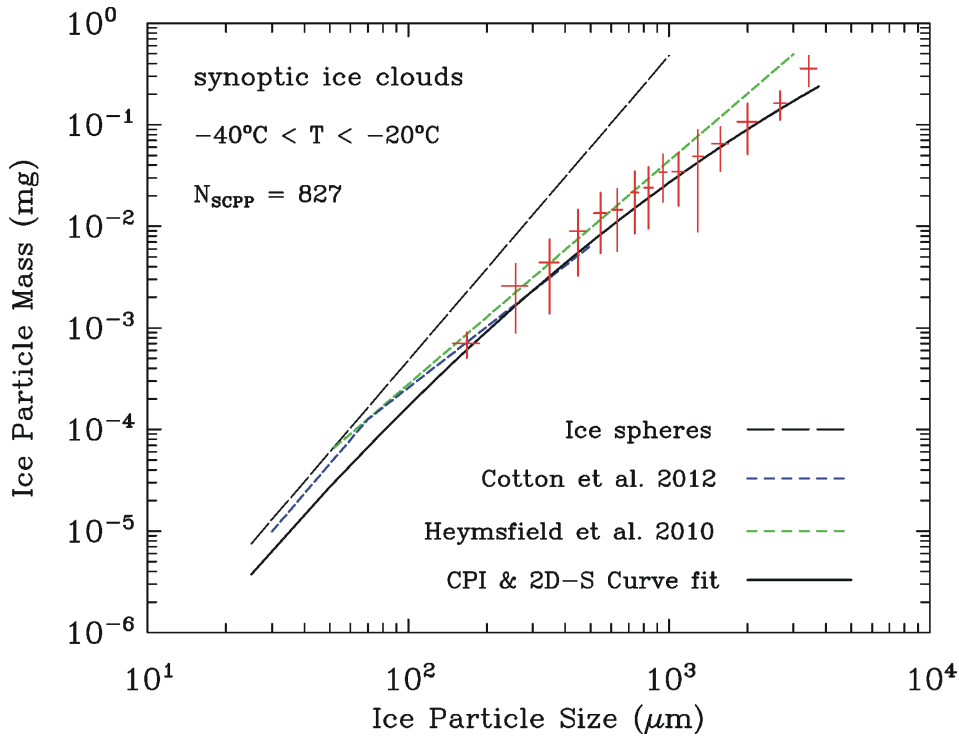 synoptic ice clouds
−40°C < T < −20°C
N_SCPP = 827
Ice spheres
Cotton et al. 2012
Heymsfield et al. 2010
CPI & 2D−S Curve fit
Ice Particle Mass (mg)
10⁰
10⁻¹
10⁻²
10⁻³
10⁻⁴
10⁻⁵
10⁻⁶
10¹ 10² 10³ 10⁴
Ice Particle Size (μm)